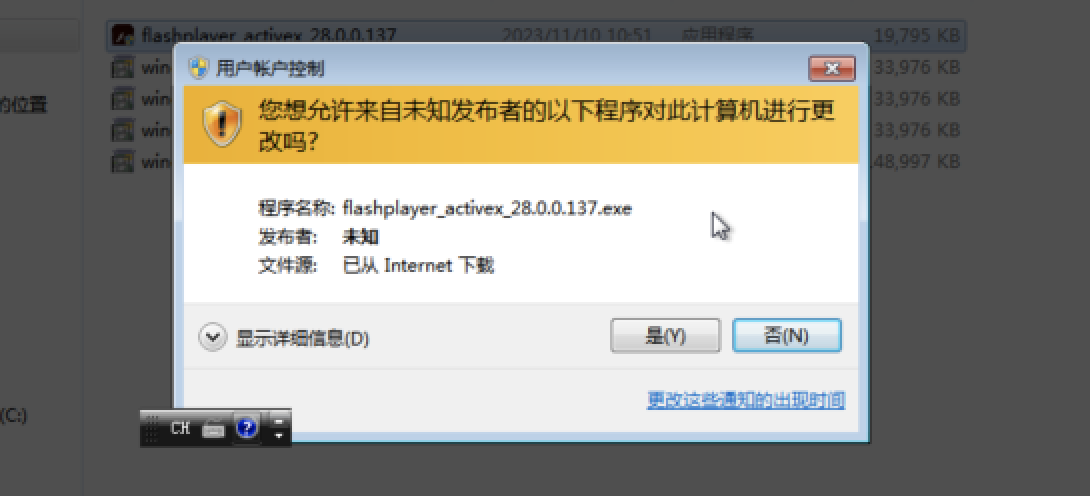 flashplayer_activex_28.0.0.137 2023/11/10 10:51 应用程序 19,795 KB
用户帐户控制
win 33,976 KB
您想允许来自未知发布者的以下程序对此计算机进行更
改吗?
的位置
win 33,976 KB
win 33,976 KB
win 48,997 KB
程序名称: flashplayer_activex_28.0.0.137.exe
发布者: 未知
文件源: 已从 Internet 下载
显示详细信息(D) 是(Y) 否(N)
更改这些通知的出现时间
(C:)
CH